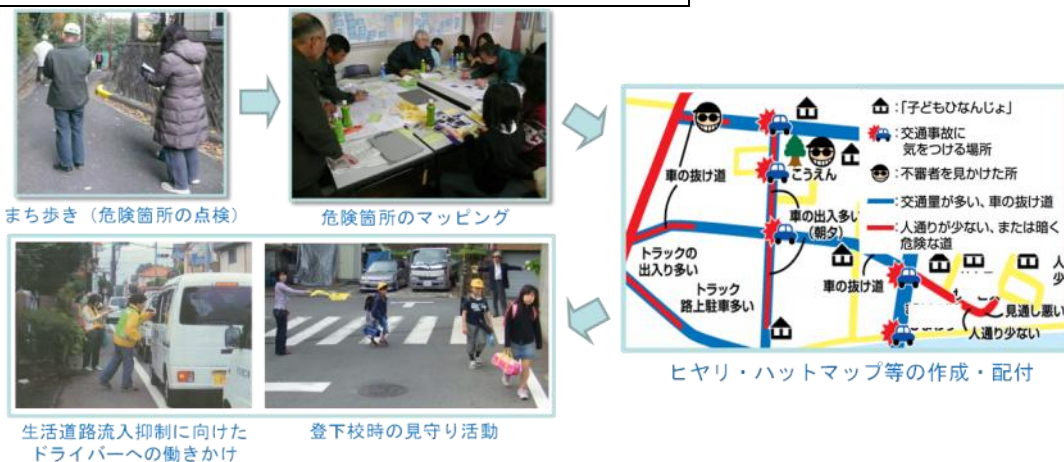 まち歩き（危険箇所の点検）
危険箇所のマッピング
車の抜け道
こうえん
車の出入多い
（朝夕）
トラックの
出入り多い
トラック
路上駐車多い
車の抜け道
見通し悪い
人通り少ない
：「子どもひなんじょ」
：交通事故に
気をつける場所
：不審者を見かけた所
：交通量が多い、車の抜け道
：人通りが少ない、または暗く
危険な道
ヒヤリ・ハットマップ等の作成・配付
生活道路流入抑制に向けた
ドライバーへの働きかけ
登下校時の見守り活動